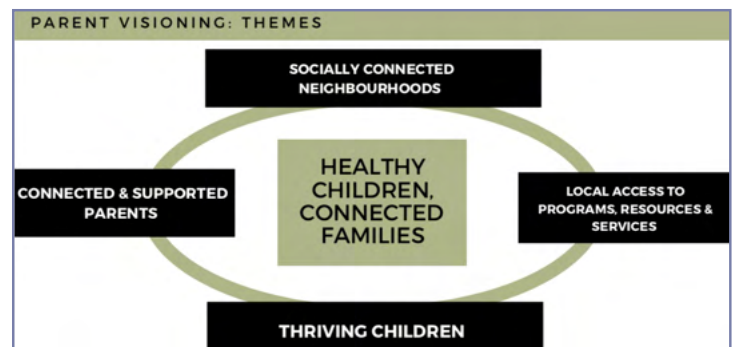 PARENT VISIONING: THEMES
SOCIALLY CONNECTED
NEIGHBOURHOODS
CONNECTED & SUPPORTED
PARENTS
HEALTHY
CHILDREN,
CONNECTED
FAMILIES
LOCAL ACCESS TO
PROGRAMS, RESOURCES &
SERVICES
THRIVING CHILDREN